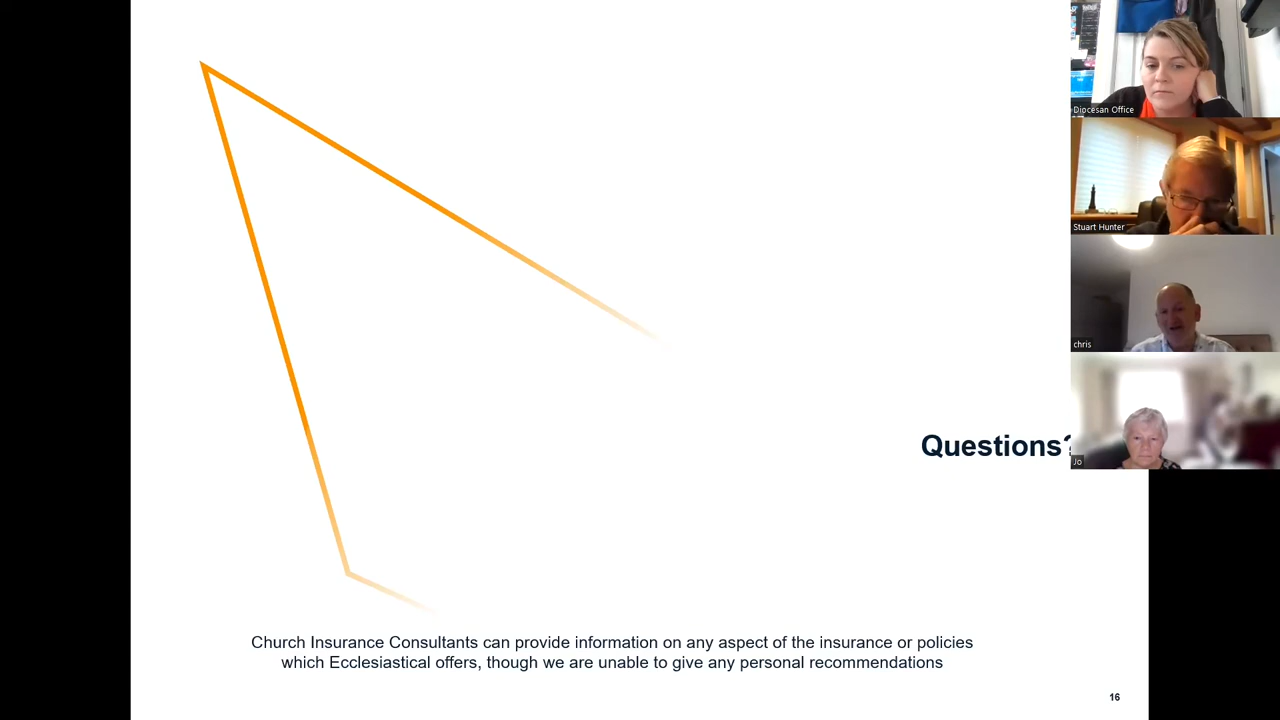 Diocesan Office
Stuart Hunter
chris
Questions?
Jo
Church Insurance Consultants can provide information on any aspect of the insurance or policies
which Ecclesiastical offers, though we are unable to give any personal recommendations
16